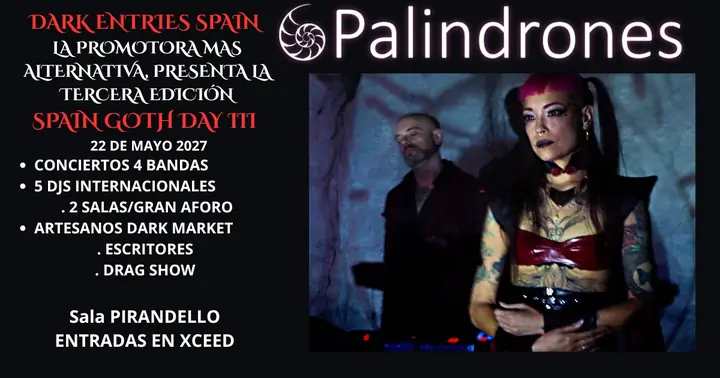 DARK ENTRIES SPAIN
LA PROMOTORA MAS
ALTERNATIVA, PRESENTA LA
TERCERA EDICIÓN
SPAIN GOTH DAY III
22 DE MAYO 2027
• CONCIERTOS 4 BANDAS
• 5 DJS INTERNACIONALES
. 2 SALAS/GRAN AFORO
• ARTESANOS DARK MARKET
. ESCRITORES
. DRAG SHOW
Sala PIRANDELLO
ENTRADAS EN XCEED
Palindrones